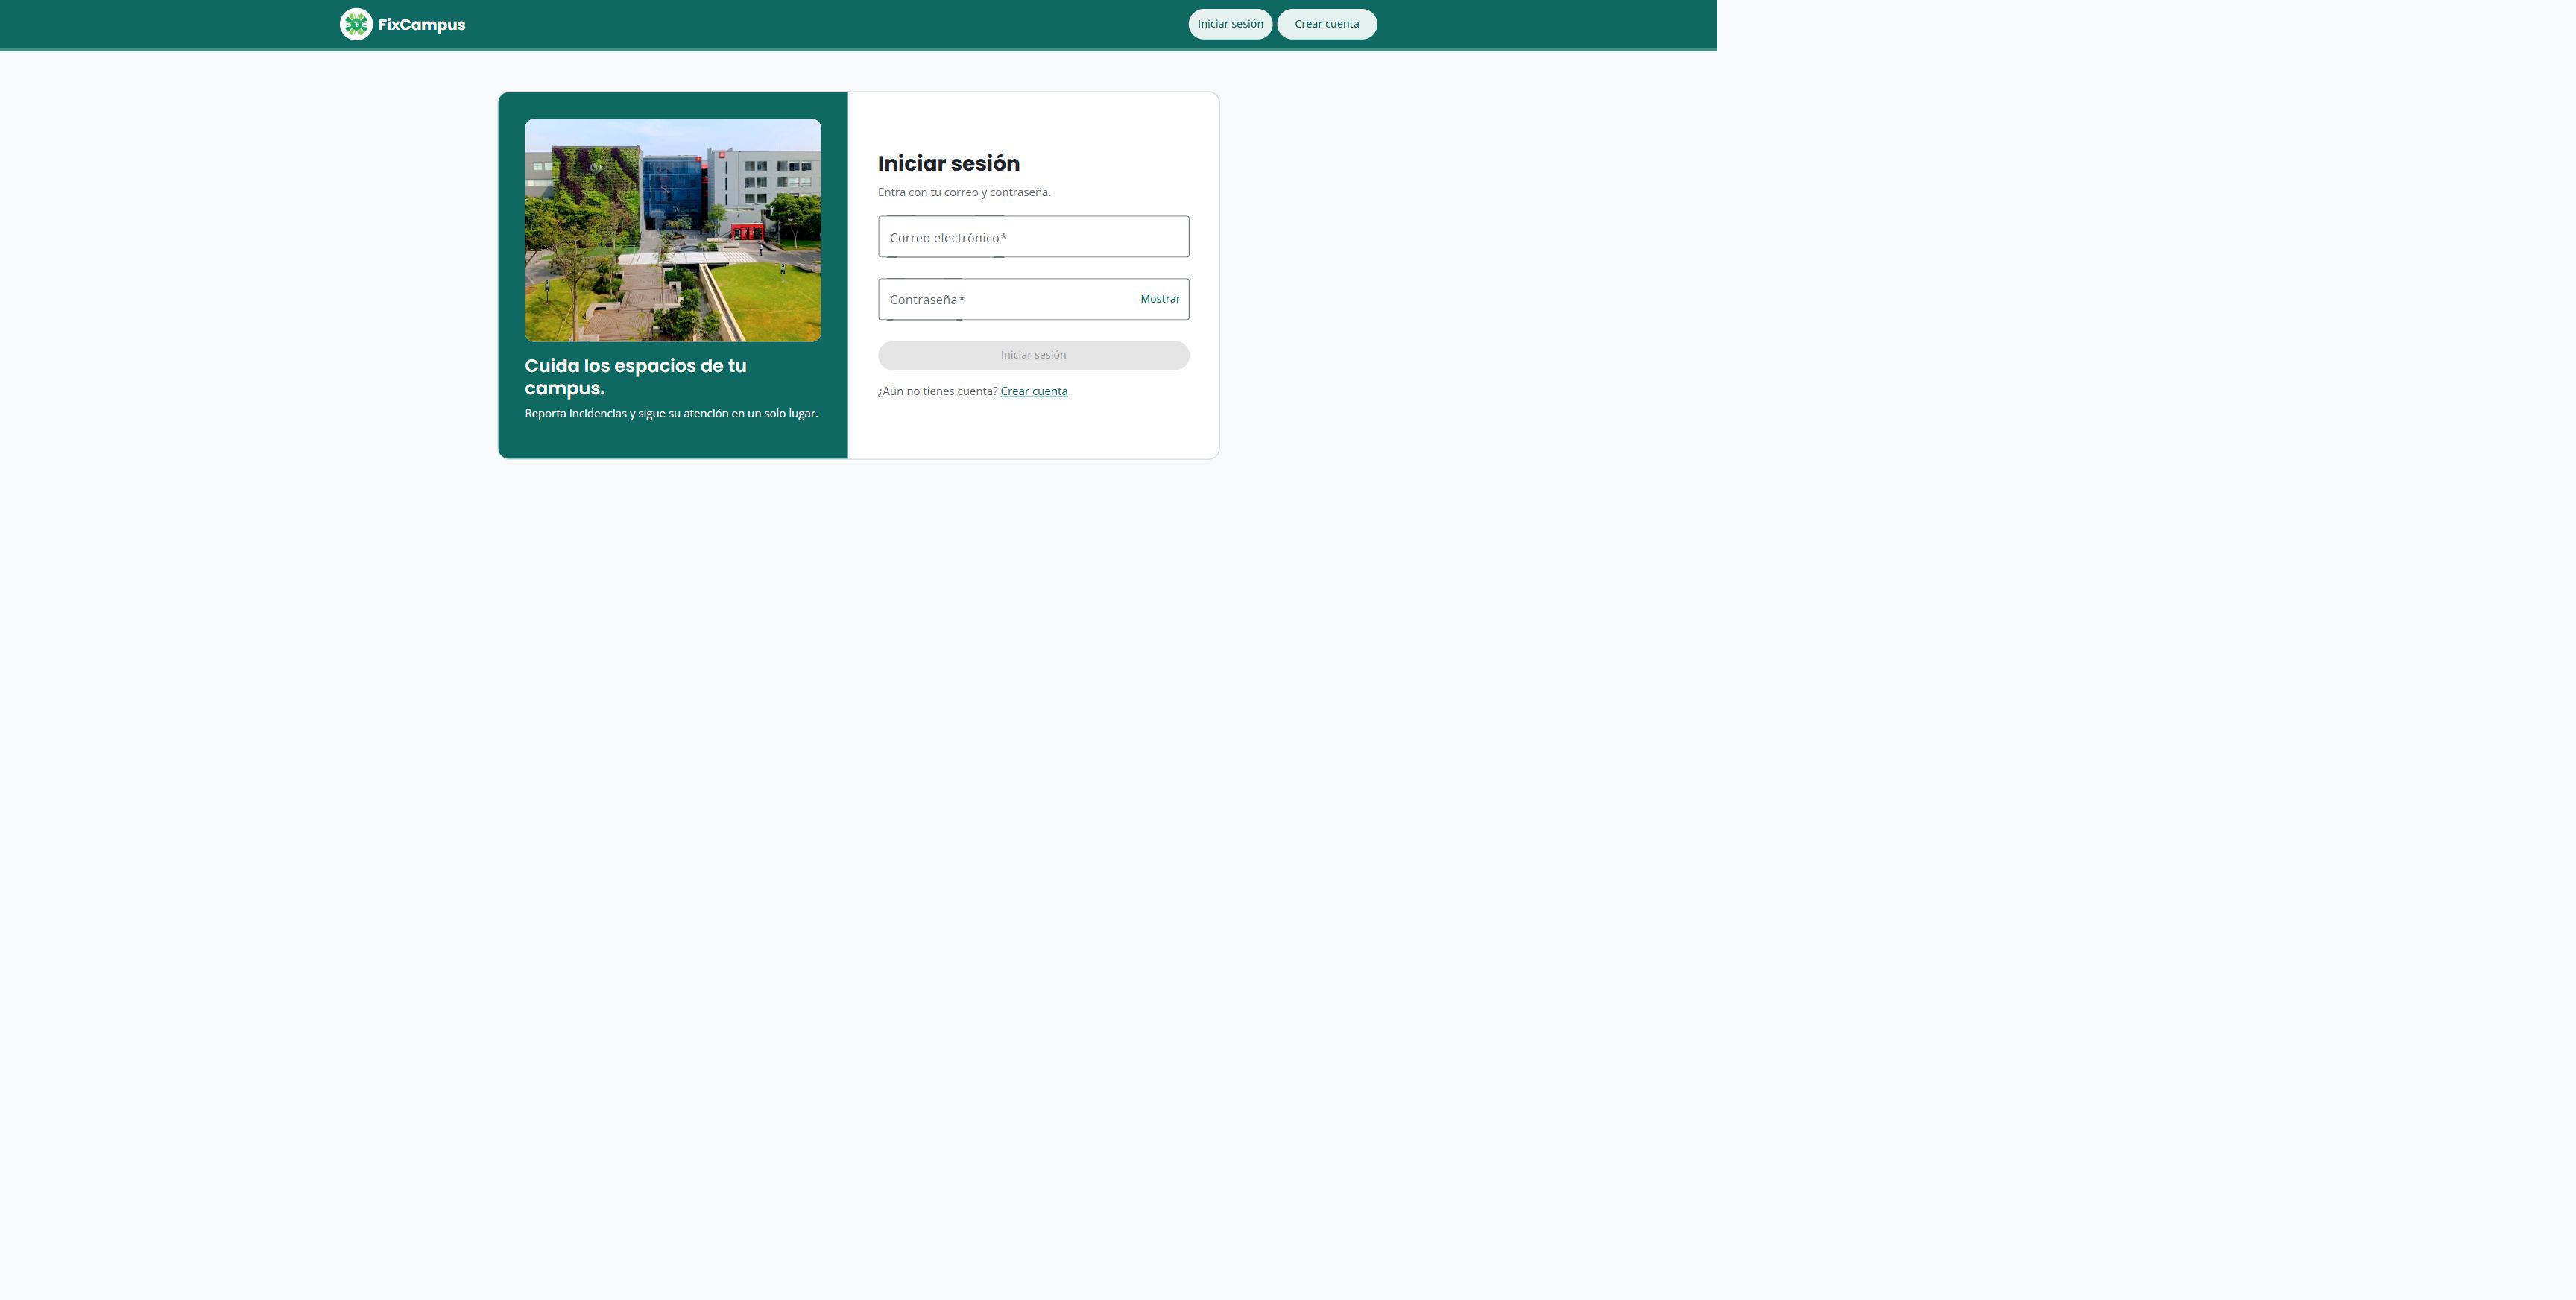 FixCampus
Iniciar sesión
Crear cuenta
Cuida los espacios de tu
campus.
Reporta incidencias y sigue su atención en un solo lugar.
Iniciar sesión
Entra con tu correo y contraseña.
Correo electrónico*
Contraseña*
Mostrar
Iniciar sesión
¿Aún no tienes cuenta? Crear cuenta